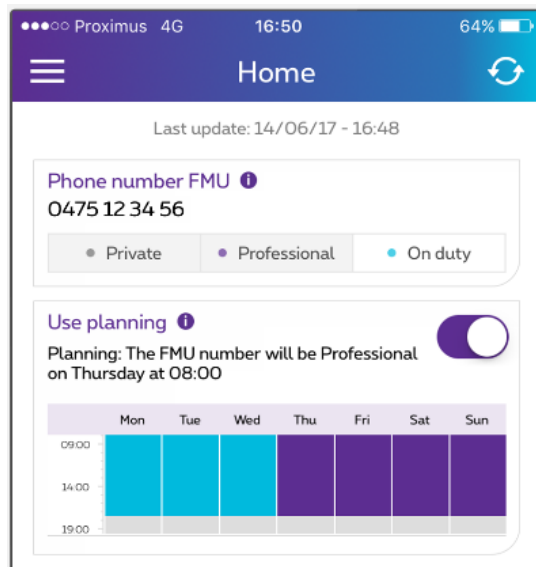 Proximus 4G 16:50 64%
Home
Last update: 14/06/17 - 16:48
Phone number FMU i
0475 12 34 56
Private Professional On duty
Use planning i
Planning: The FMU number will be Professional
on Thursday at 08:00
Mon Tue Wed Thu Fri Sat Sun
09:00
14:00
19:00